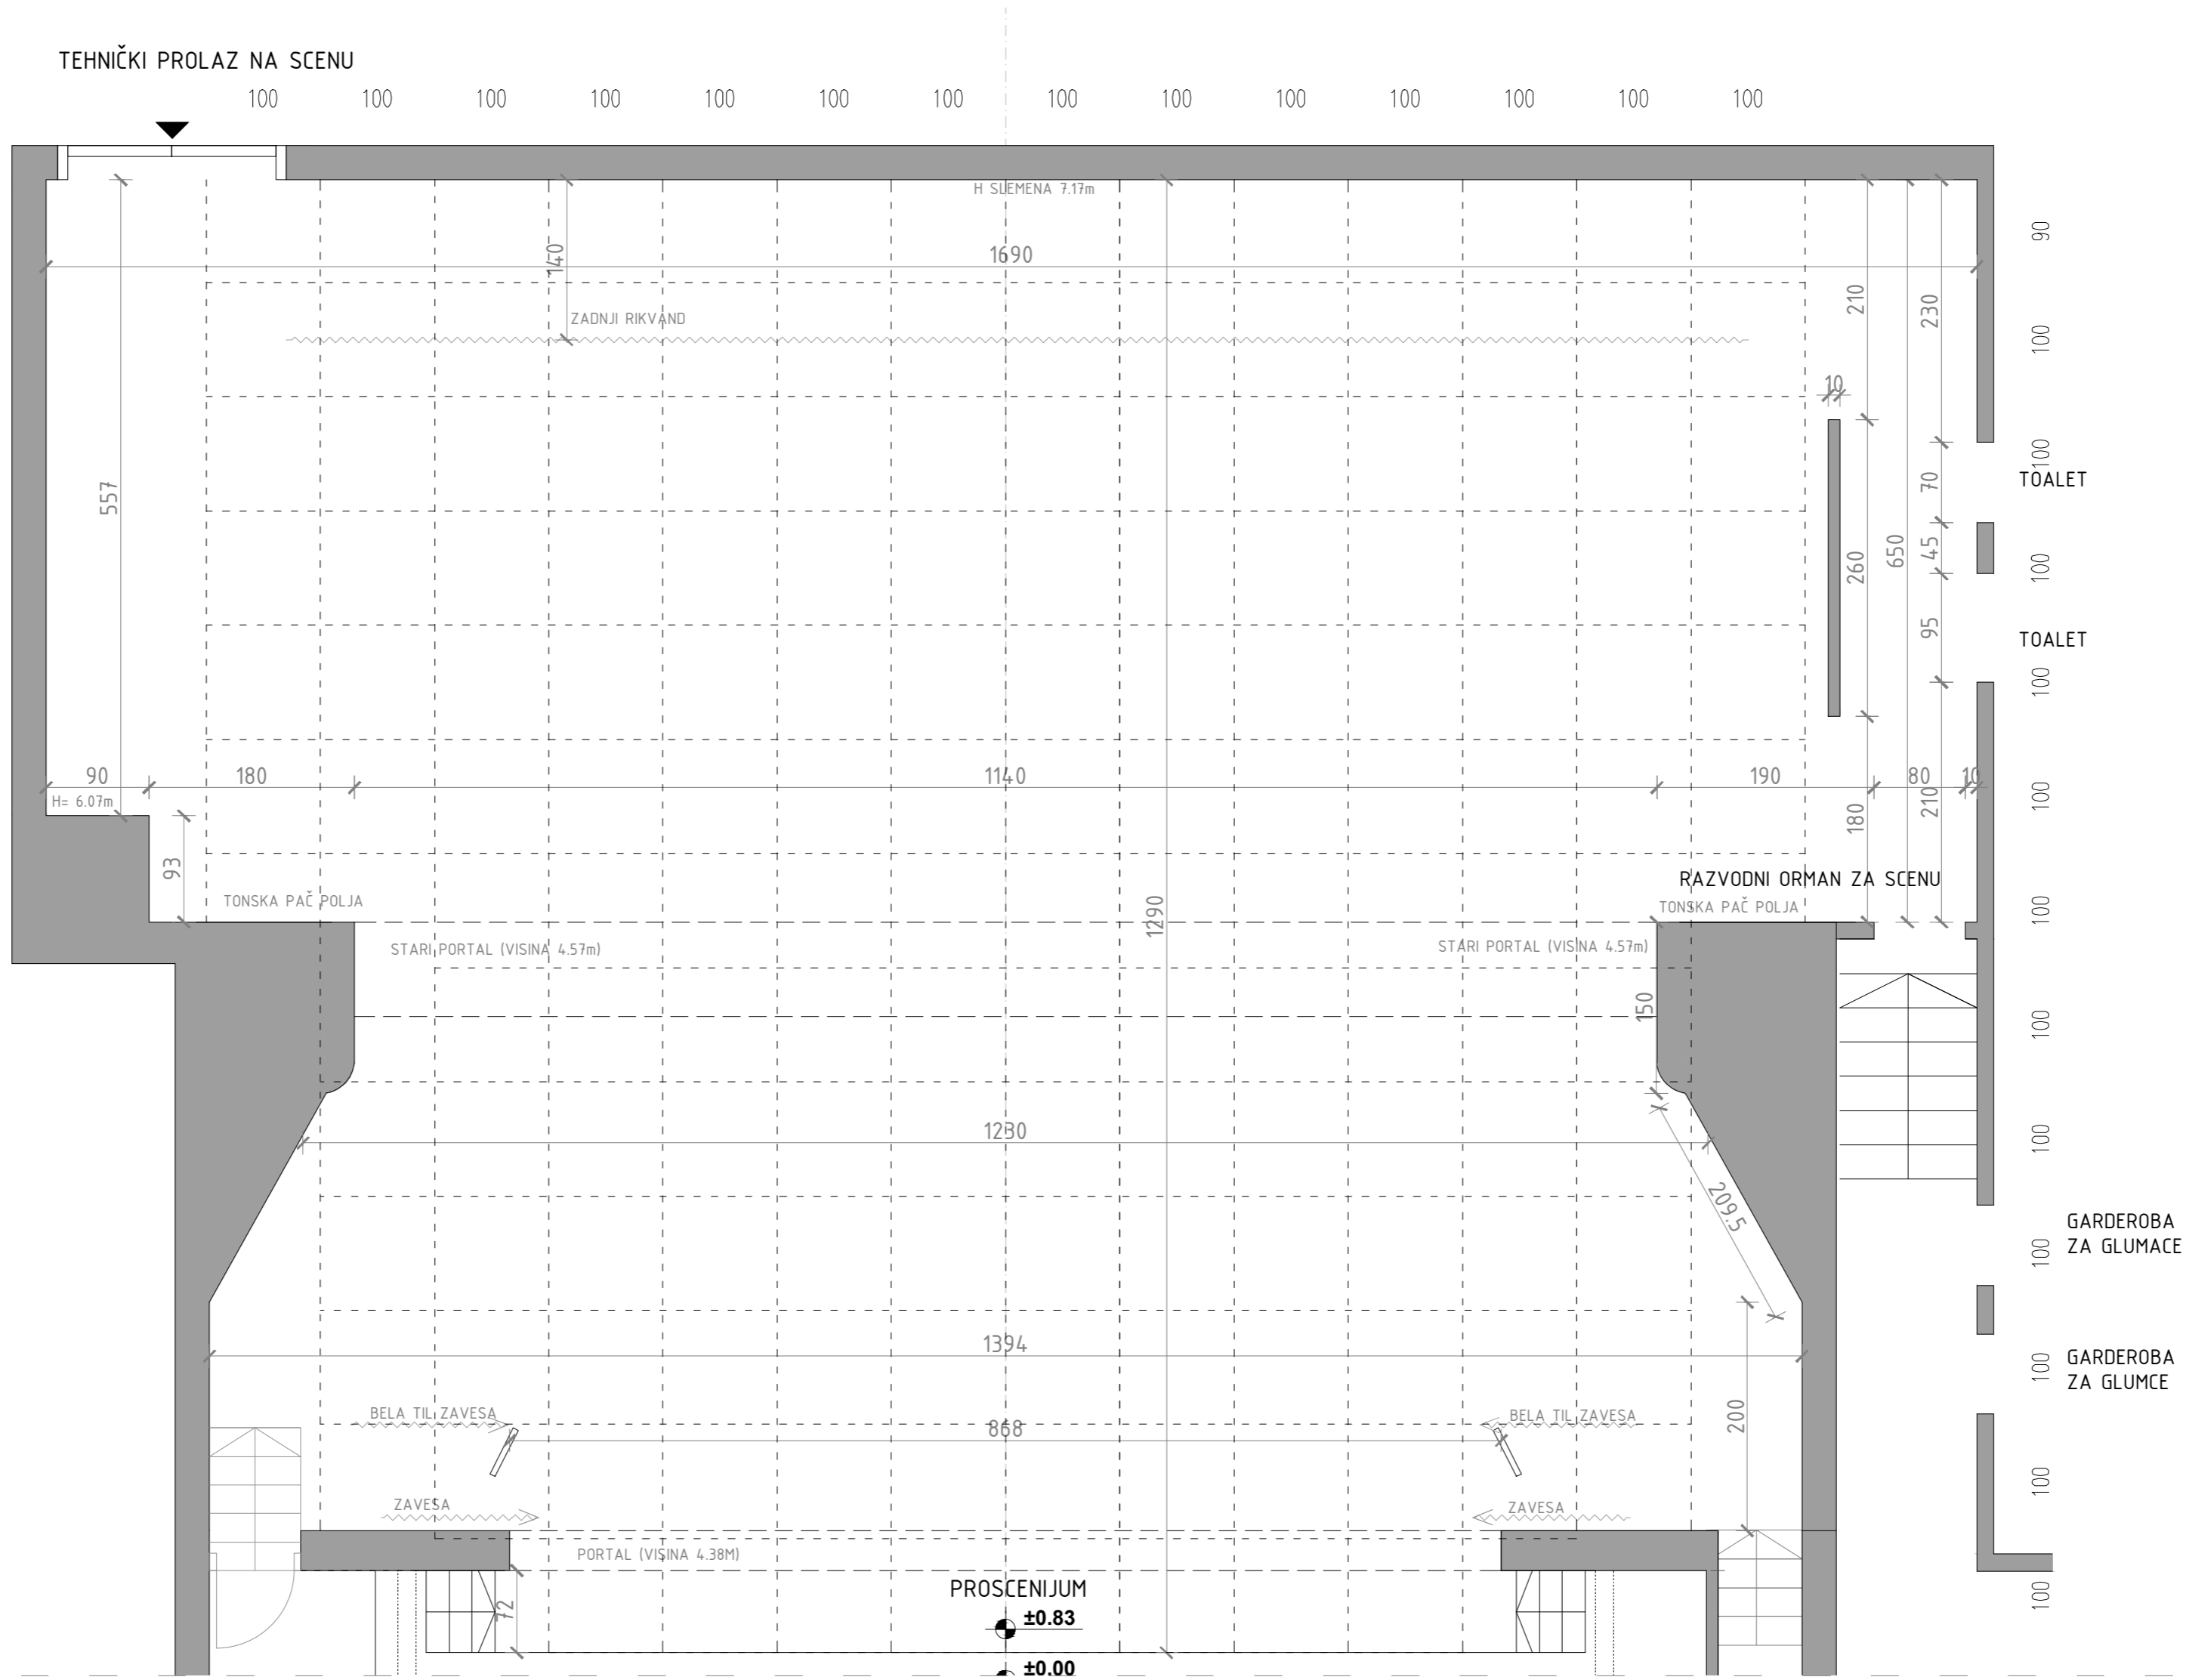 TEHNIČKI PROLAZ NA SCENU
100 100 100 100 100 100 100 100 100 100 100 100 100 100
H SLEMENA 7.17m
90
140
1690
210
230
ZADNJI RIKVAND
100
10
100
TOALET
557
70
650
45
260
100
95
TOALET
100
90
180
1140
190
80
10
H= 6.07m
180
210
100
93
RAZVODNI ORMAN ZA SCENU
TONSKA PAČ POLJA
TONSKA PAČ POLJA
1290
100
STARI PORTAL (VISINA 4.57m)
STARI PORTAL (VISINA 4.57m)
150
100
1230
100
209.5
GARDEROBA
ZA GLUMACE
100
1394
GARDEROBA
ZA GLUMCE
100
BELA TIL ZAVESA
BELA TIL ZAVESA
868
200
100
ZAVESA
ZAVESA
PORTAL (VISINA 4.38M)
PROSCENIJUM
72
±0.83
100
±0.00